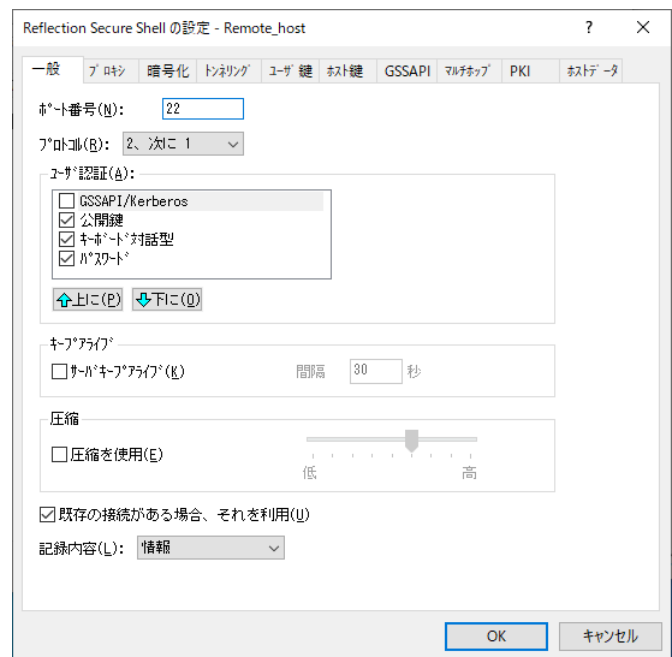 Reflection Secure Shell の設定 - Remote_host
一般 プロキシ 暗号化 トンネリング ユーザ鍵 ホスト鍵 GSSAPI マルチホップ PKI ホストデータ
ポート番号(N): 22
プロトコル(R): 2、次に 1
ユーザ認証(A):
GSSAPI/Kerberos
公開鍵
キーボード対話型
パスワード
上に(P) 下に(O)
キープアライブ
サーバキープアライブ(K) 間隔 30 秒
圧縮
圧縮を使用(E)
低 高
既存の接続がある場合、それを利用(U)
記録内容(L): 情報
OK キャンセル